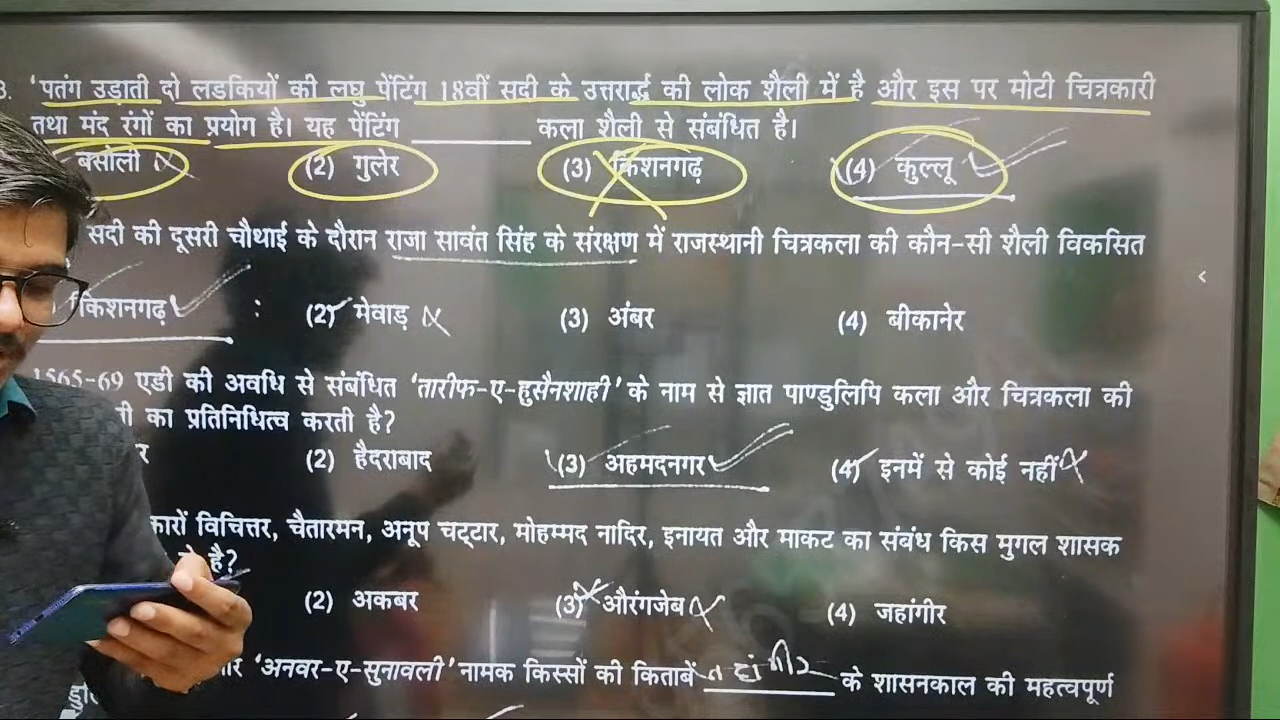 3. 'पतंग उड़ाती दो लडकियों की लघु पेंटिंग 18वीं सदी के उत्तरार्द्ध की लोक शैली में है और इस पर मोटी चित्रकारी
तथा मंद रंगों का प्रयोग है। यह पेंटिंग ________ कला शैली से संबंधित है।
बसोली (2) गुलेर (3) किशनगढ़ (4) कुल्लू
सदी की दूसरी चौथाई के दौरान राजा सावंत सिंह के संरक्षण में राजस्थानी चित्रकला की कौन-सी शैली विकसित
किशनगढ़ : (2) मेवाड़ (3) अंबर (4) बीकानेर
1565-69 एडी की अवधि से संबंधित 'तारीफ-ए-हुसैनशाही' के नाम से ज्ञात पाण्डुलिपि कला और चित्रकला की
का प्रतिनिधित्व करती है?
(2) हैदराबाद (3) अहमदनगर (4) इनमें से कोई नहीं
कारों विचित्तर, चैतारमन, अनूप चट्टार, मोहम्मद नादिर, इनायत और माकट का संबंध किस मुगल शासक
है?
(2) अकबर (3) औरंगजेब (4) जहांगीर
'अनवर-ए-सुनावली' नामक किस्सों की किताबें ________ के शासनकाल की महत्वपूर्ण